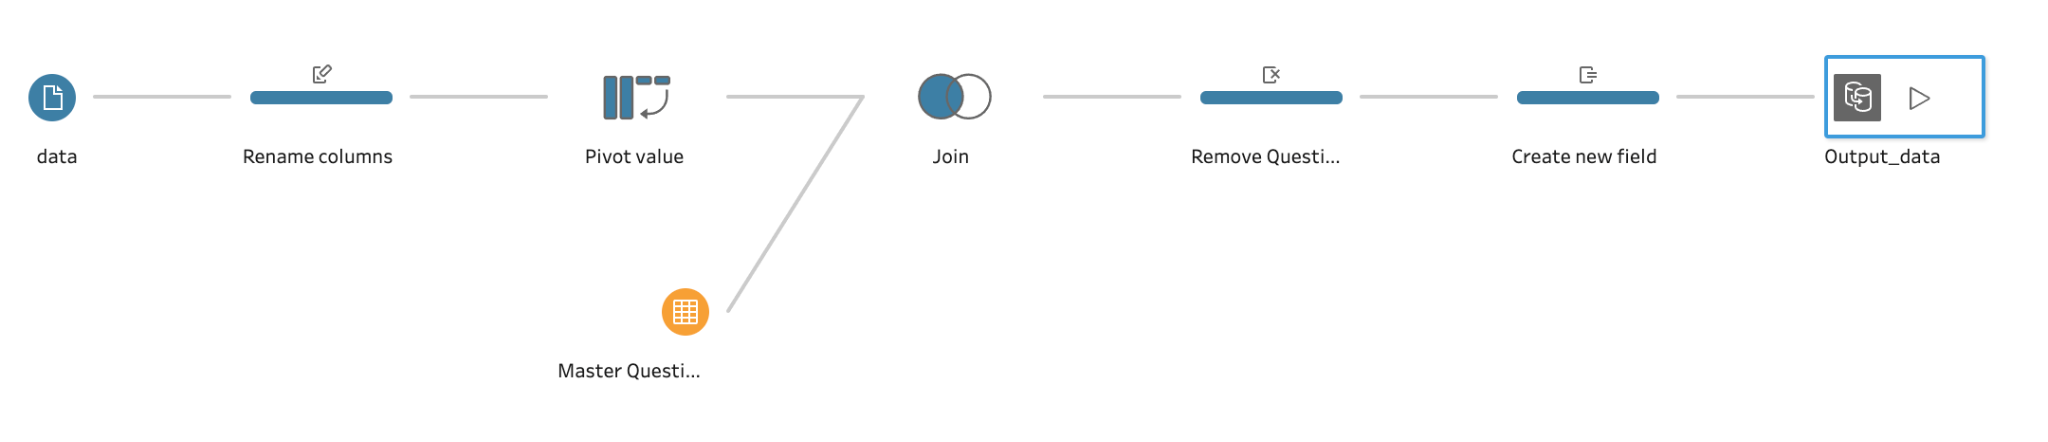 data
Rename columns
Pivot value
Join
Remove Questi...
Create new field
Output_data
Master Questi...